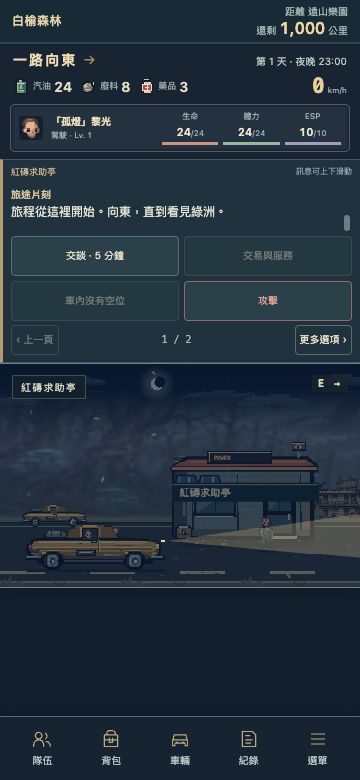 白榆森林
距離 遠山樂園
還剩 1,000 公里
一路向東 →
第 1 天 · 夜晚 23:00
汽油 24 廢料 8 藥品 3
0 km/h
「孤燈」黎光
駕駛 · Lv. 1
生命 體力 ESP
24/24 24/24 10/10
紅磚求助亭
訊息可上下滑動
旅途片刻
旅程從這裡開始。向東，直到看見綠洲。
交談 · 5 分鐘
交易與服務
車內沒有空位
攻擊
‹ 上一頁
1 / 2
更多選項 ›
紅磚求助亭
E →
POWER
紅磚求助亭
隊伍 背包 車輛 紀錄 選單